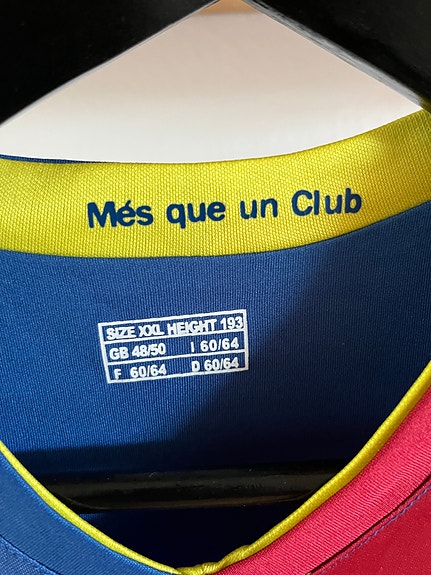 Més que un Club
SIZE XXL HEIGHT 193
GB 48/50 I 60/64
F 60/64 D 60/64